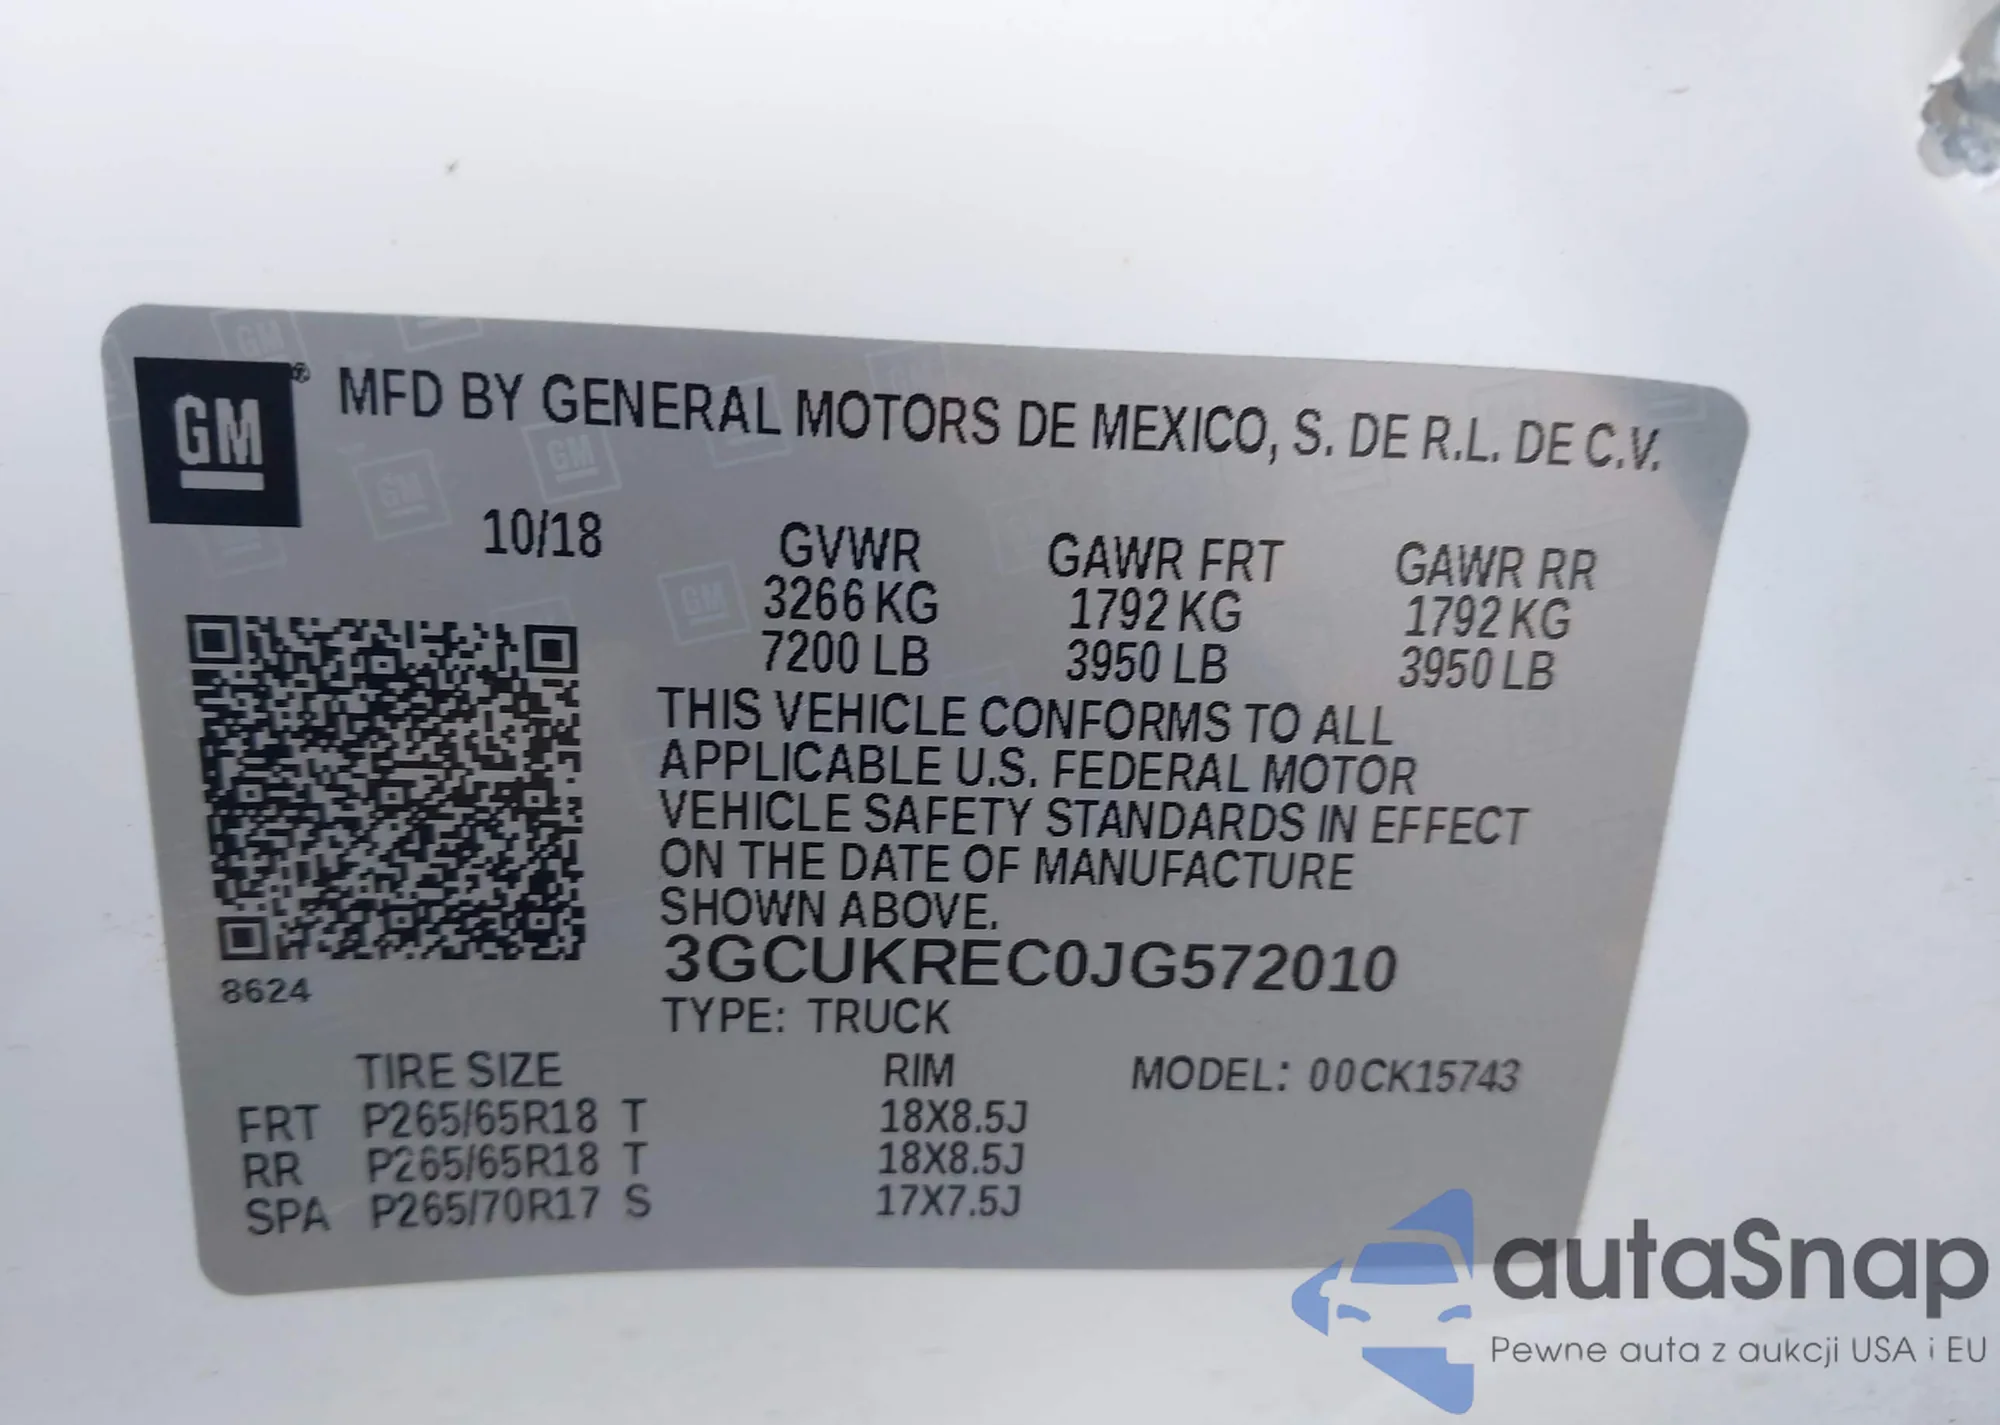 GM® MFD BY GENERAL MOTORS DE MEXICO, S. DE R.L. DE C.V.
10/18 GVWR GAWR FRT GAWR RR
3266 KG 1792 KG 1792 KG
7200 LB 3950 LB 3950 LB
THIS VEHICLE CONFORMS TO ALL
APPLICABLE U.S. FEDERAL MOTOR
VEHICLE SAFETY STANDARDS IN EFFECT
ON THE DATE OF MANUFACTURE
SHOWN ABOVE.
3GCUKREC0JG572010
8624
TYPE: TRUCK
TIRE SIZE RIM MODEL: 00CK15743
FRT P265/65R18 T 18X8.5J
RR P265/65R18 T 18X8.5J
SPA P265/70R17 S 17X7.5J
autaSnap
Pewne auta z aukcji USA i EU